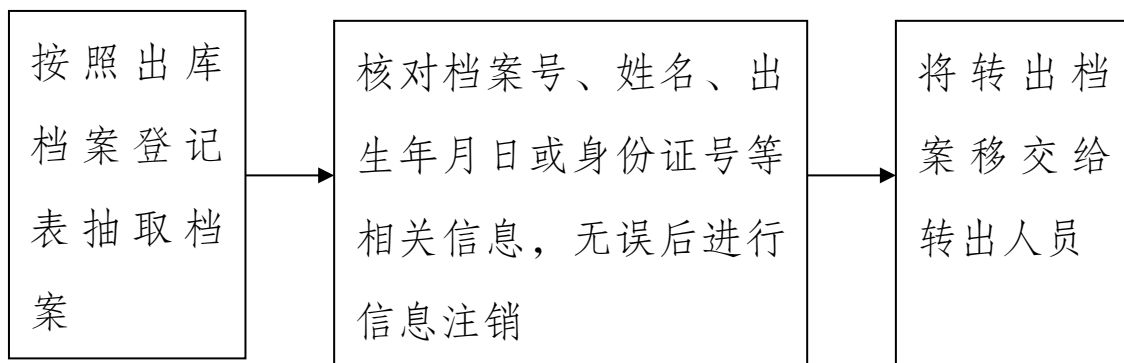 按照出库
档案登记
表抽取档
案
核对档案号、姓名、出
生年月日或身份证号等
相关信息，无误后进行
信息注销
将转出档
案移交给
转出人员